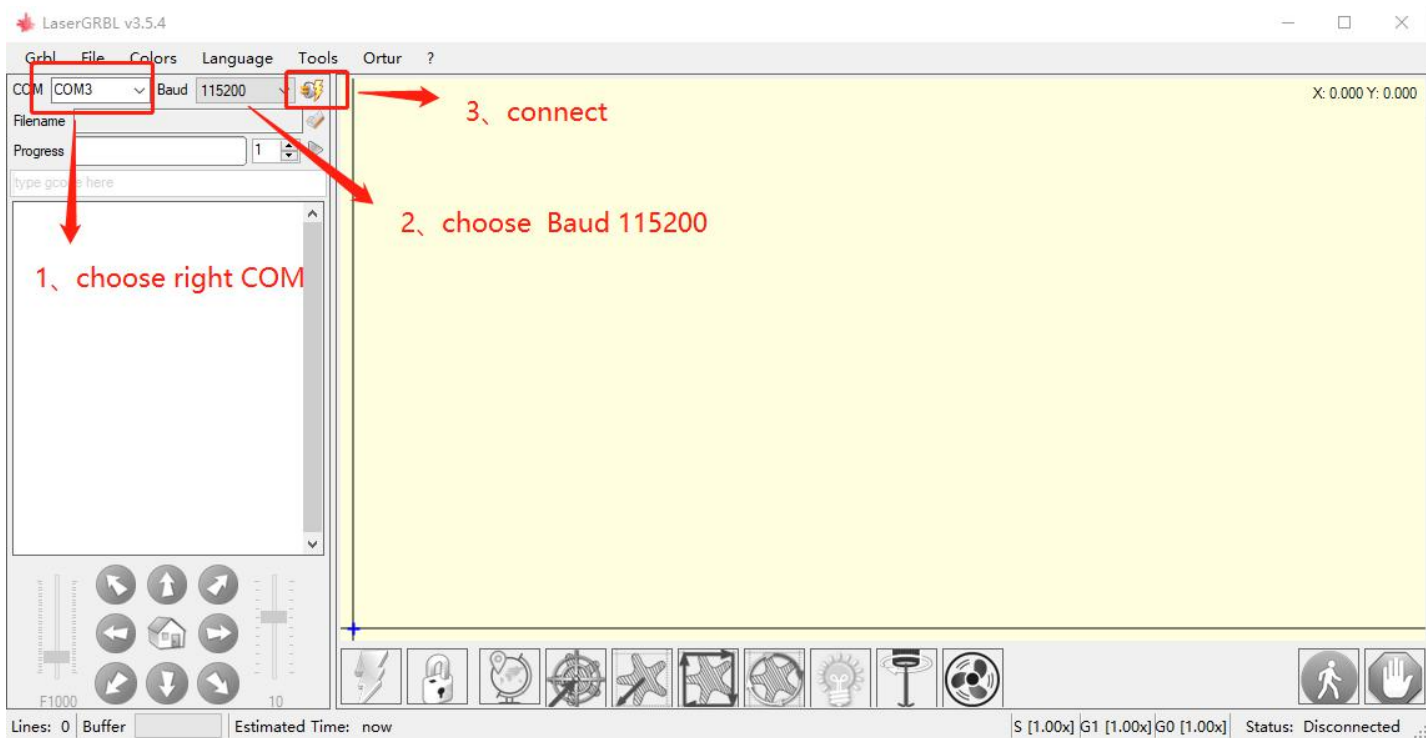 LaserGRBL v3.5.4
Grbl File Colors Language Tools Ortur ?
COM COM3 Baud 115200
X: 0.000 Y: 0.000
3、connect
Filename
Progress 1
type gcode here
2、choose Baud 115200
1、choose right COM
F1000 10
Lines: 0 Buffer Estimated Time: now S [1.00x] G1 [1.00x] G0 [1.00x] Status: Disconnected